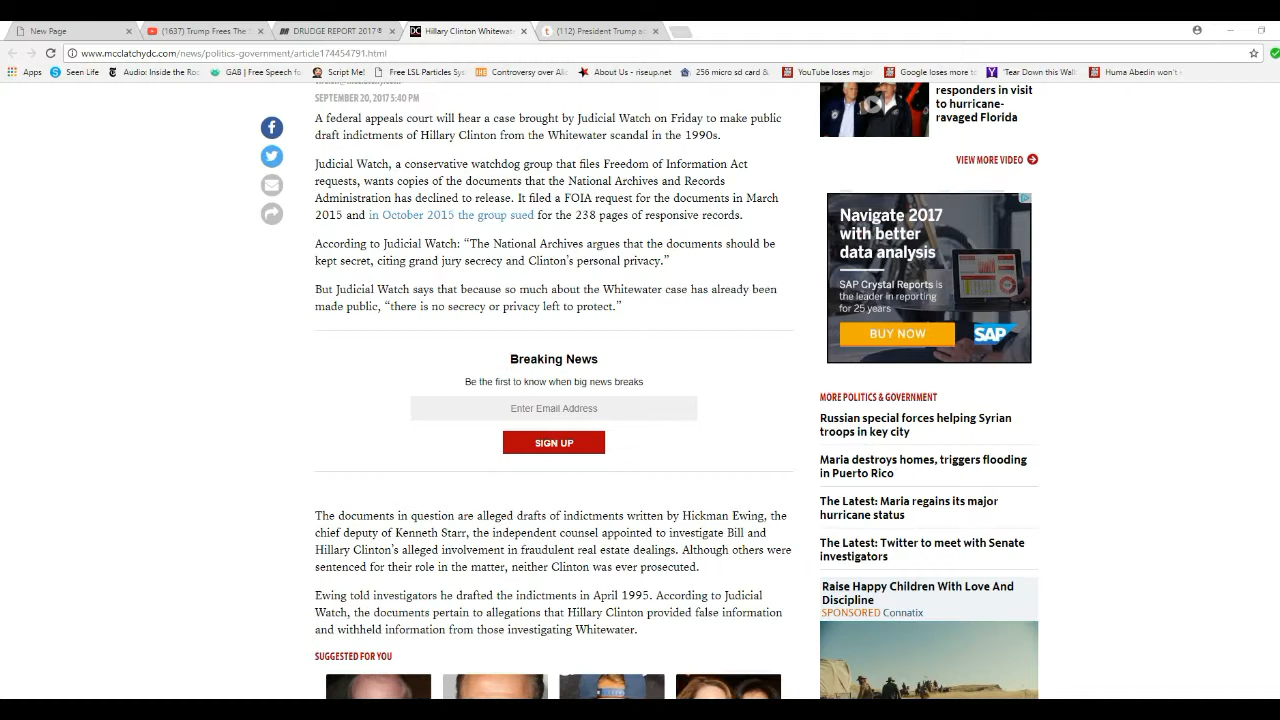 New Page
(1637) Trump Frees The
DRUDGE REPORT 2017®
Hillary Clinton Whitewate
(112) President Trump a
www.mcclatchydc.com/news/politics-government/article174454791.html
Apps
Seen Life
Audio: Inside the Ro
GAB | Free Speech fo
Script Me!
Free LSL Particles Sys
Controversy over Ali
About Us - riseup.net
256 micro sd card &
YouTube loses major
Google loses more to
'Tear Down this Wall
Huma Abedin won't
SEPTEMBER 20, 2017 5:40 PM
A federal appeals court will hear a case brought by Judicial Watch on Friday to make public
draft indictments of Hillary Clinton from the Whitewater scandal in the 1990s.
Judicial Watch, a conservative watchdog group that files Freedom of Information Act
requests, wants copies of the documents that the National Archives and Records
Administration has declined to release. It filed a FOIA request for the documents in March
2015 and in October 2015 the group sued for the 238 pages of responsive records.
According to Judicial Watch: “The National Archives argues that the documents should be
kept secret, citing grand jury secrecy and Clinton’s personal privacy.”
But Judicial Watch says that because so much about the Whitewater case has already been
made public, “there is no secrecy or privacy left to protect.”
Breaking News
Be the first to know when big news breaks
Enter Email Address
SIGN UP
The documents in question are alleged drafts of indictments written by Hickman Ewing, the
chief deputy of Kenneth Starr, the independent counsel appointed to investigate Bill and
Hillary Clinton’s alleged involvement in fraudulent real estate dealings. Although others were
sentenced for their role in the matter, neither Clinton was ever prosecuted.
Ewing told investigators he drafted the indictments in April 1995. According to Judicial
Watch, the documents pertain to allegations that Hillary Clinton provided false information
and withheld information from those investigating Whitewater.
SUGGESTED FOR YOU
responders in visit
to hurricane-
ravaged Florida
VIEW MORE VIDEO
Navigate 2017
with better
data analysis
SAP Crystal Reports is
the leader in reporting
for 25 years
BUY NOW
SAP
MORE POLITICS & GOVERNMENT
Russian special forces helping Syrian
troops in key city
Maria destroys homes, triggers flooding
in Puerto Rico
The Latest: Maria regains its major
hurricane status
The Latest: Twitter to meet with Senate
investigators
Raise Happy Children With Love And
Discipline
SPONSORED Connatix